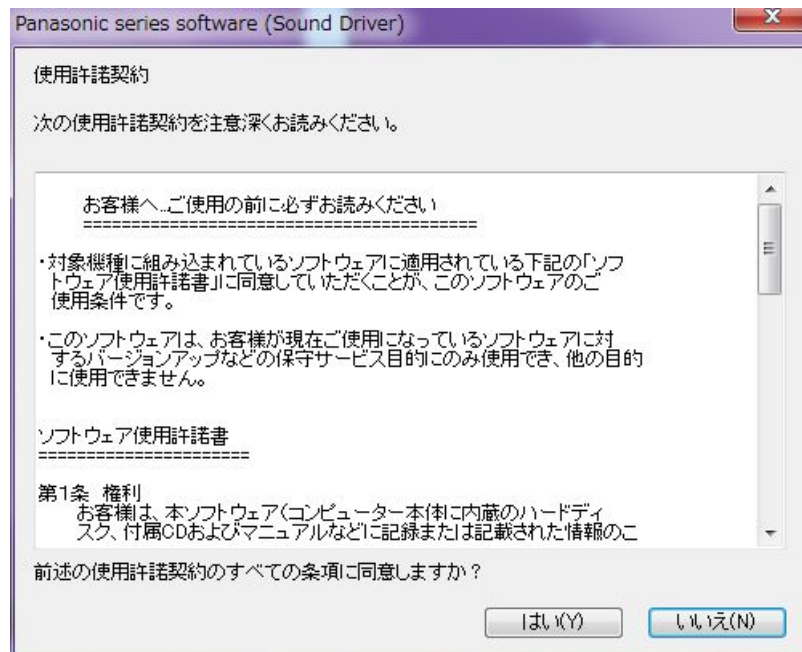 Panasonic series software (Sound Driver)
使用許諾契約
次の使用許諾契約を注意深くお読みください。
お客様へ…ご使用の前に必ずお読みください
=========================================
・対象機種に組み込まれているソフトウェアに適用されている下記の「ソフ
トウェア使用許諾書」に同意していただくことが、このソフトウェアのご
使用条件です。
・このソフトウェアは、お客様が現在ご使用になっているソフトウェアに対
するバージョンアップなどの保守サービス目的にのみ使用でき、他の目的
に使用できません。
ソフトウェア使用許諾書
======================
第1条 権利
お客様は、本ソフトウェア(コンピューター本体に内蔵のハードディ
スク、付属CDおよびマニュアルなどに記録または記載された情報のこ
前述の使用許諾契約のすべての条項に同意しますか？
はい(Y)
いいえ(N)